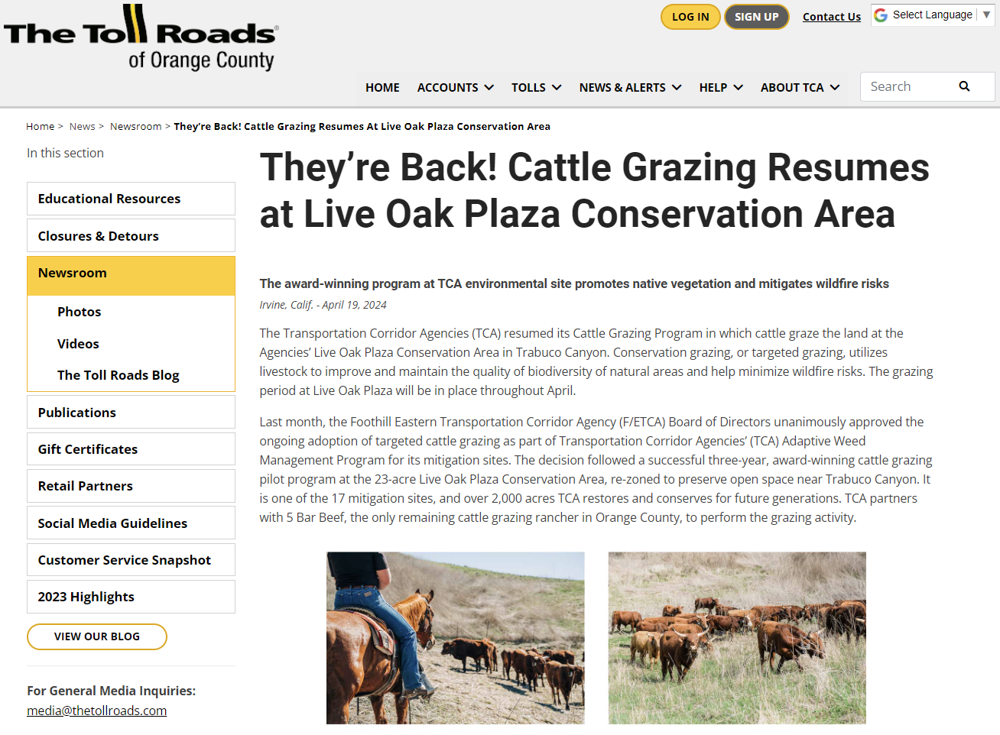 LOG IN
SIGN UP
Contact Us
Select Language ▼
The Toll Roads®
of Orange County
HOME
ACCOUNTS
TOLLS
NEWS & ALERTS
HELP
ABOUT TCA
Search
Home > News > Newsroom > They’re Back! Cattle Grazing Resumes At Live Oak Plaza Conservation Area
In this section
Educational Resources
Closures & Detours
Newsroom
Photos
Videos
The Toll Roads Blog
Publications
Gift Certificates
Retail Partners
Social Media Guidelines
Customer Service Snapshot
2023 Highlights
VIEW OUR BLOG
For General Media Inquiries:
media@thetollroads.com
They’re Back! Cattle Grazing Resumes
at Live Oak Plaza Conservation Area
The award-winning program at TCA environmental site promotes native vegetation and mitigates wildfire risks
Irvine, Calif. - April 19, 2024
The Transportation Corridor Agencies (TCA) resumed its Cattle Grazing Program in which cattle graze the land at the
Agencies’ Live Oak Plaza Conservation Area in Trabuco Canyon. Conservation grazing, or targeted grazing, utilizes
livestock to improve and maintain the quality of biodiversity of natural areas and help minimize wildfire risks. The grazing
period at Live Oak Plaza will be in place throughout April.
Last month, the Foothill Eastern Transportation Corridor Agency (F/ETCA) Board of Directors unanimously approved the
ongoing adoption of targeted cattle grazing as part of Transportation Corridor Agencies’ (TCA) Adaptive Weed
Management Program for its mitigation sites. The decision followed a successful three-year, award-winning cattle grazing
pilot program at the 23-acre Live Oak Plaza Conservation Area, re-zoned to preserve open space near Trabuco Canyon. It
is one of the 17 mitigation sites, and over 2,000 acres TCA restores and conserves for future generations. TCA partners
with 5 Bar Beef, the only remaining cattle grazing rancher in Orange County, to perform the grazing activity.